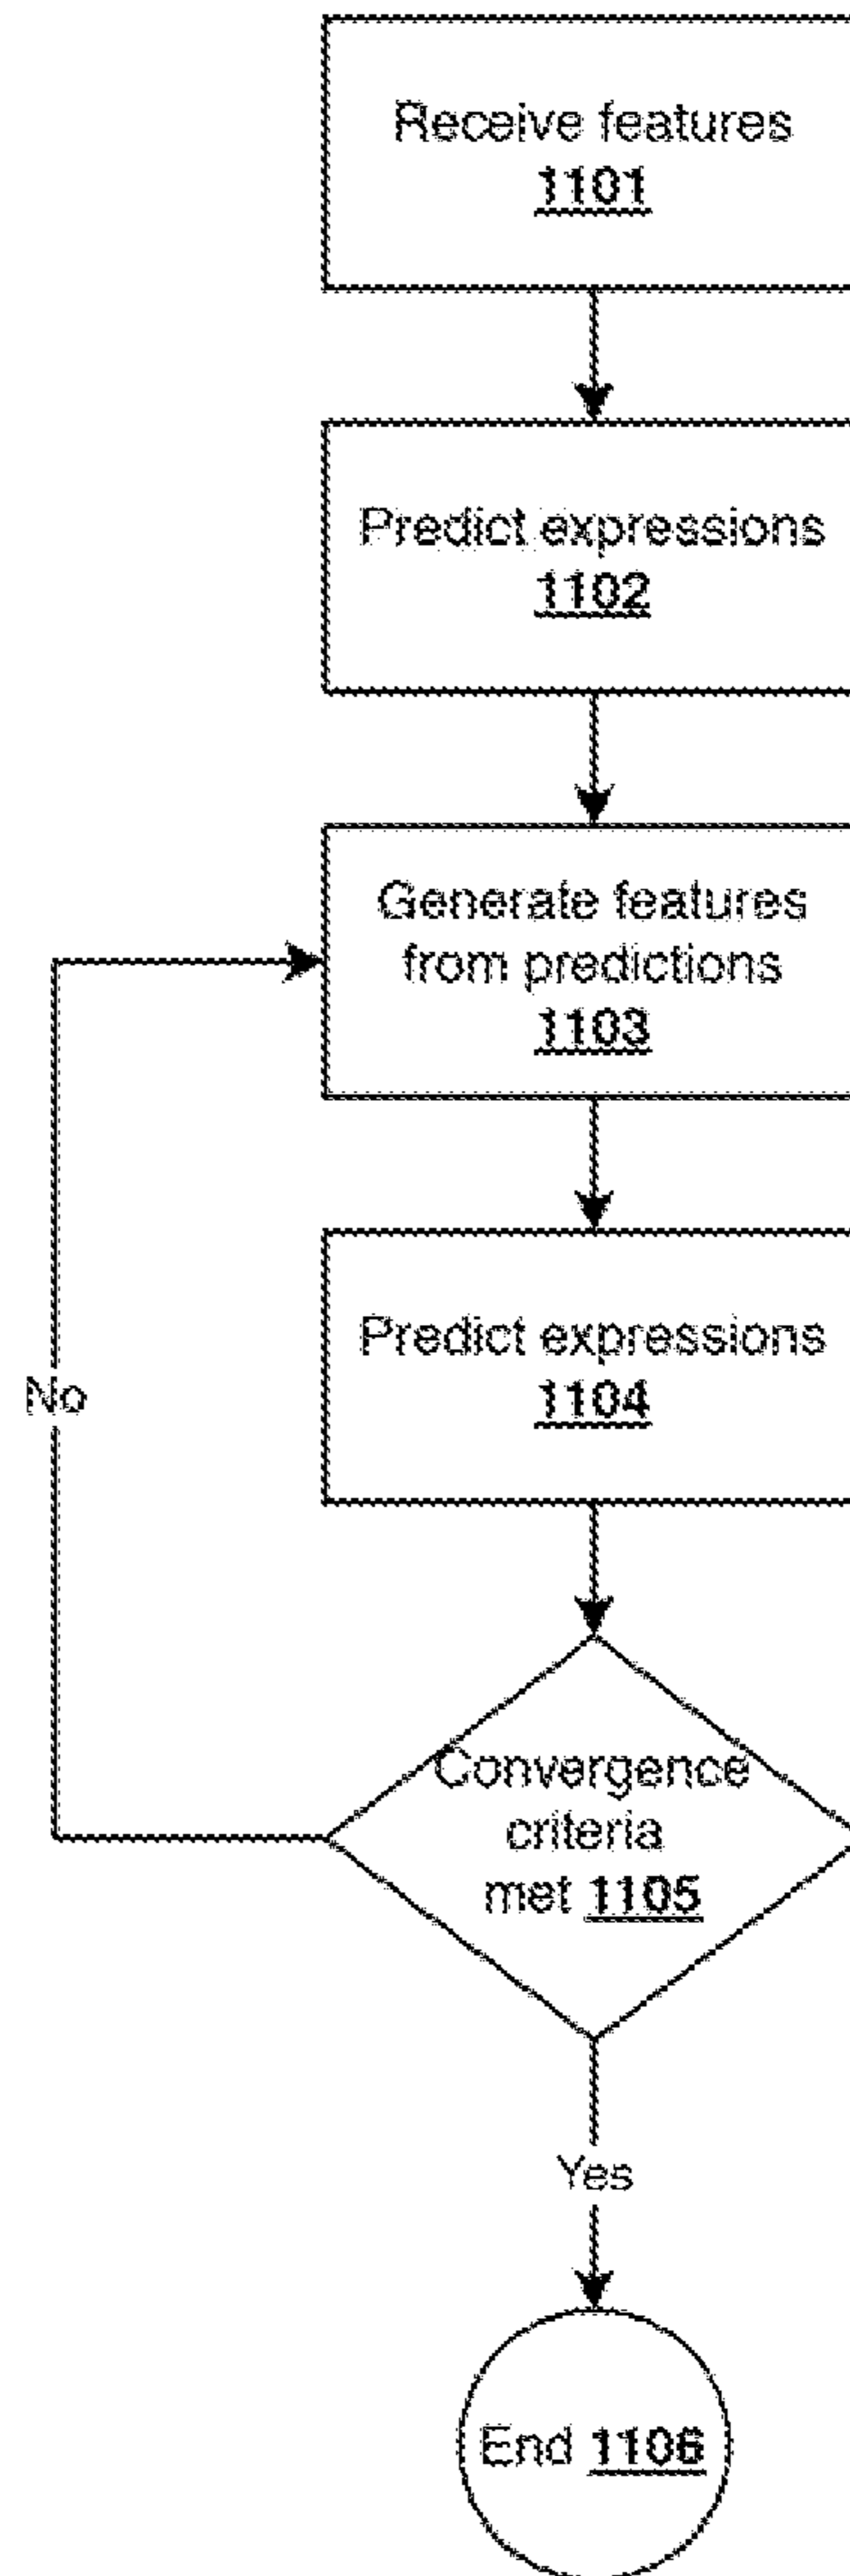 Receive features
1101
Predict expressions
1102
Generate features
from predictions
1103
Predict expressions
1104
No
Convergence
criteria
met 1105
Yes
End 1106